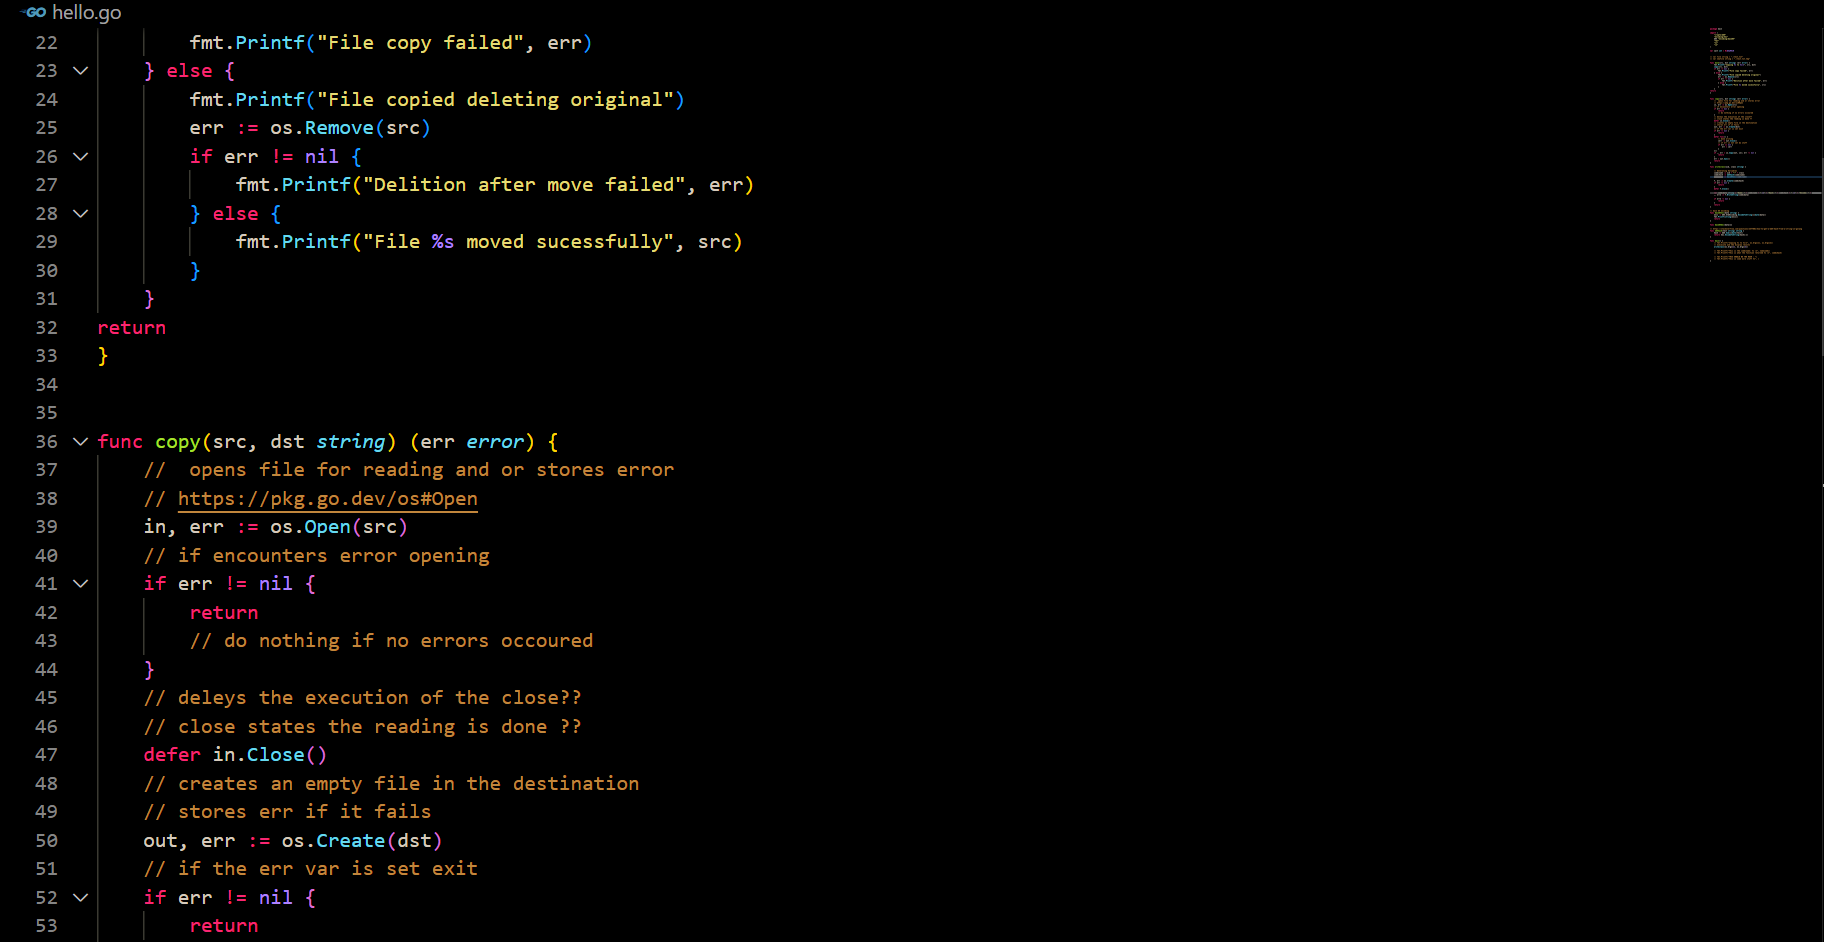 GO hello.go
22 fmt.Printf("File copy failed", err)
23 } else {
24 fmt.Printf("File copied deleting original")
25 err := os.Remove(src)
26 if err != nil {
27 fmt.Printf("Delition after move failed", err)
28 } else {
29 fmt.Printf("File %s moved sucessfully", src)
30 }
31 }
32 return
33 }
34
35
36 func copy(src, dst string) (err error) {
37 //  opens file for reading and or stores error
38 // https://pkg.go.dev/os#Open
39 in, err := os.Open(src)
40 // if encounters error opening
41 if err != nil {
42 return
43 // do nothing if no errors occoured
44 }
45 // deleys the execution of the close??
46 // close states the reading is done ??
47 defer in.Close()
48 // creates an empty file in the destination
49 // stores err if it fails
50 out, err := os.Create(dst)
51 // if the err var is set exit
52 if err != nil {
53 return